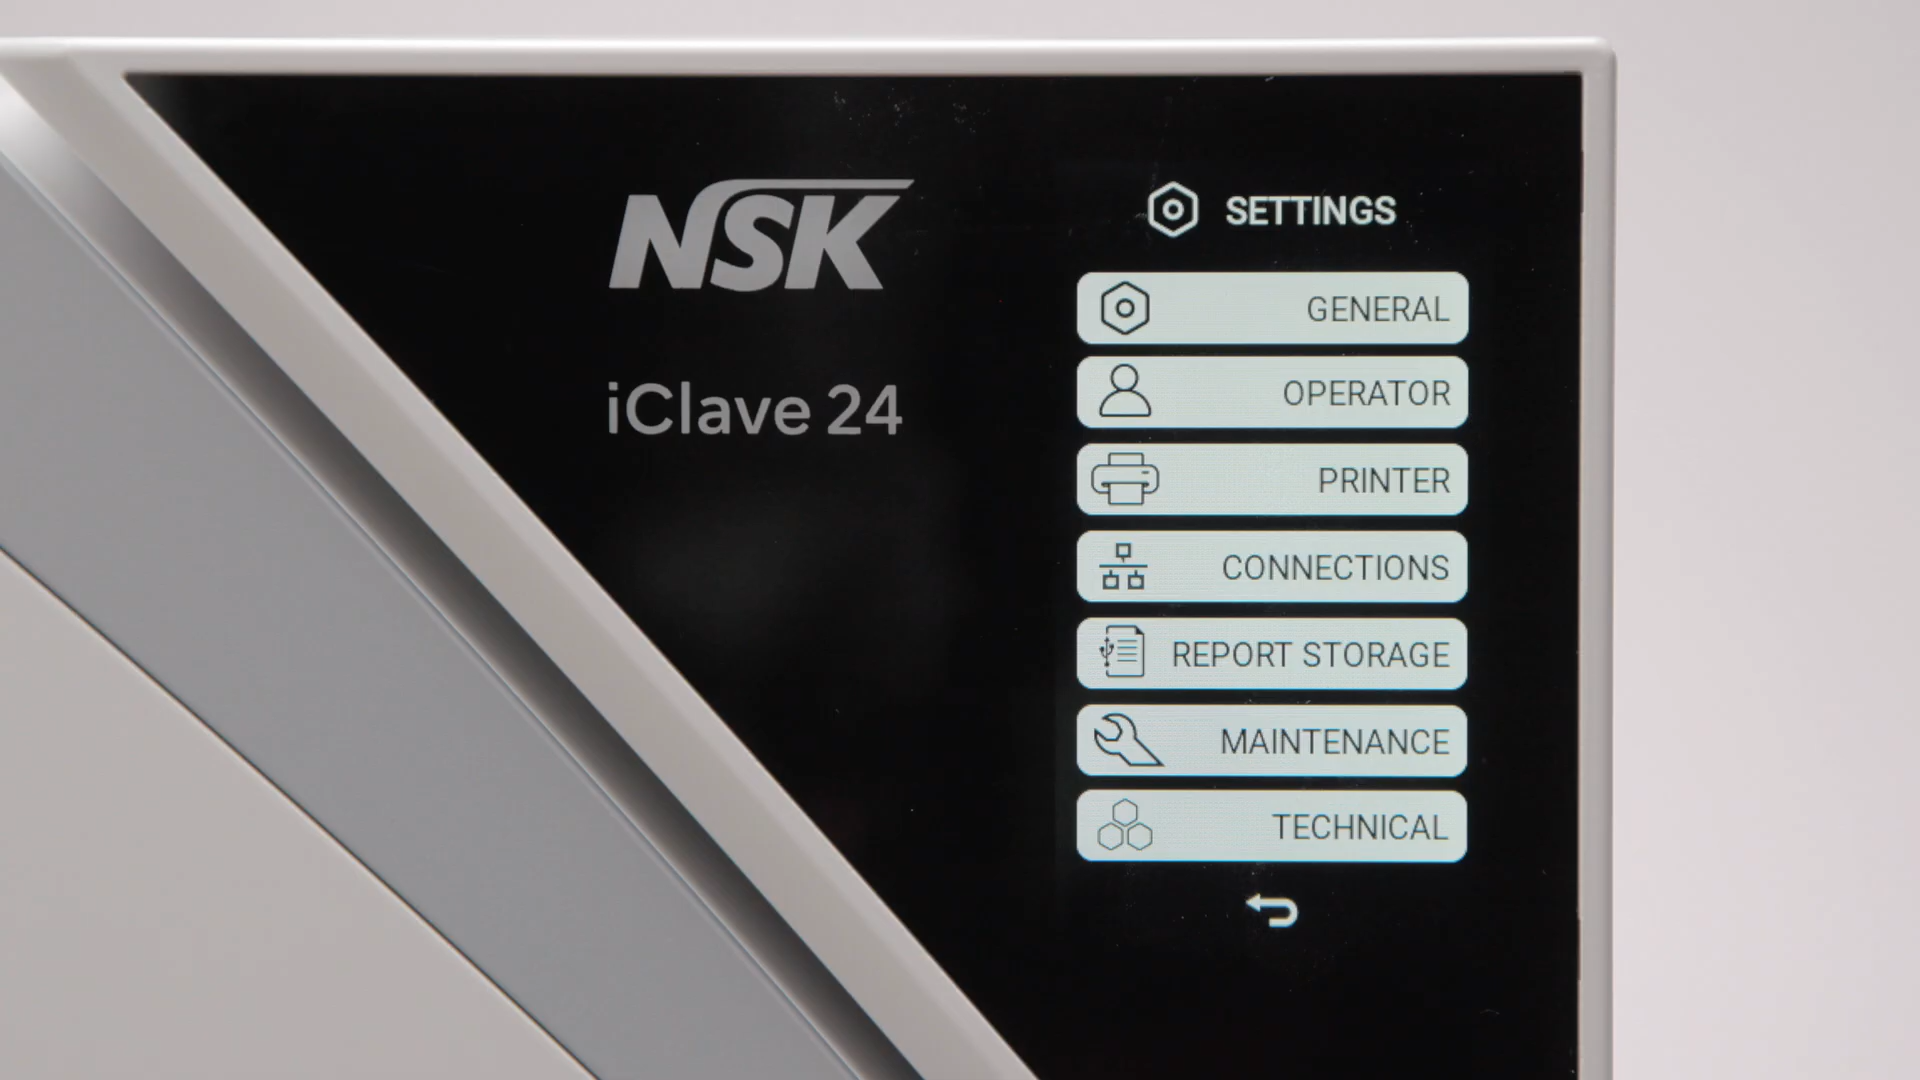 NSK
iClave 24
SETTINGS
GENERAL
OPERATOR
PRINTER
CONNECTIONS
REPORT STORAGE
MAINTENANCE
TECHNICAL